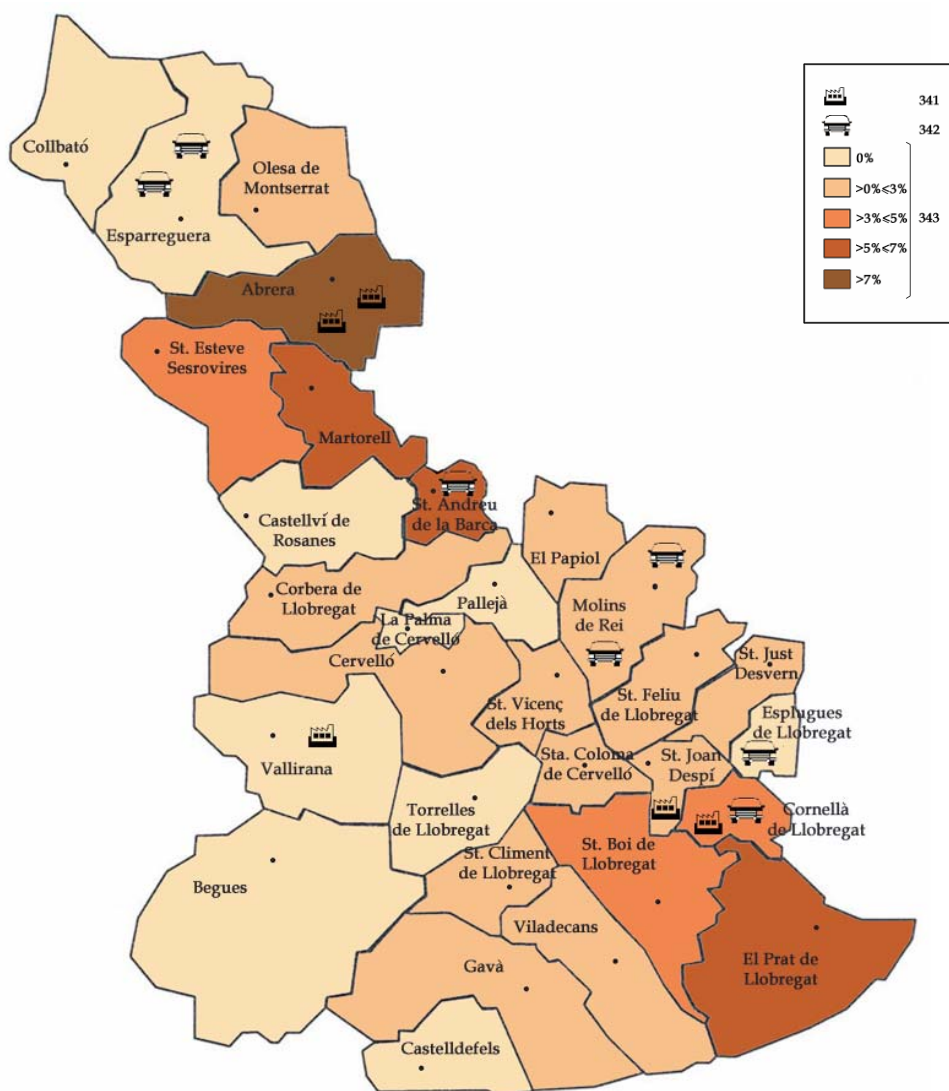 341
342
0%
>0%≤3%
>3%≤5%
343
>5%≤7%
>7%
Collbató
Olesa de
Montserrat
Esparreguera
Abrera
St. Esteve
Sesrovires
Martorell
St. Andreu
de la Barca
Castellví de
Rosanes
El Papiol
Corbera de
Llobregat
Pallejà
Molins
de Rei
La Palma
de Cervelló
Cervelló
St. Just
Desvern
St. Feliu
de Llobregat
St. Vicenç
dels Horts
Esplugues
de Llobregat
Vallirana
Sta. Coloma
de Cervelló
St. Joan
Despí
Torrelles
de Llobregat
Cornellà
de Llobregat
St. Boi de
Llobregat
St. Climent
de Llobregat
Begues
Viladecans
Gavà
El Prat de
Llobregat
Castelldefels